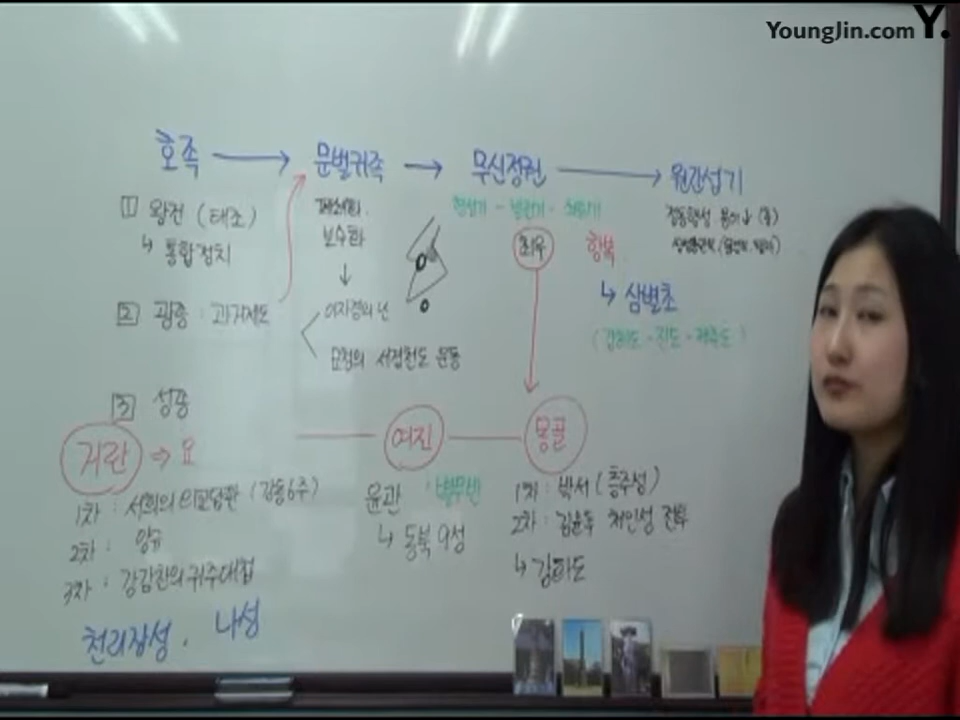 YoungJin.com Y.
호족 → 문벌귀족 → 무신정권 → 원간섭기
1 왕건 (태조)
↳ 통합정치
2 광종 : 과거제도
3 성종
보수화
↓
이자겸의 난
묘청의 서경천도 운동
최우
항복
↳ 삼별초
(강화도 - 진도 - 제주도)
거란 ⇒ 요
1차 : 서희의 외교담판 (강동6주)
2차 : 양규
3차 : 강감찬의 귀주대첩
천리장성. 나성
여진
윤관 : 별무반
↳ 동북 9성
몽골
1차 : 박서 (충주성)
2차 : 김윤후 처인성 전투
↳ 강화도